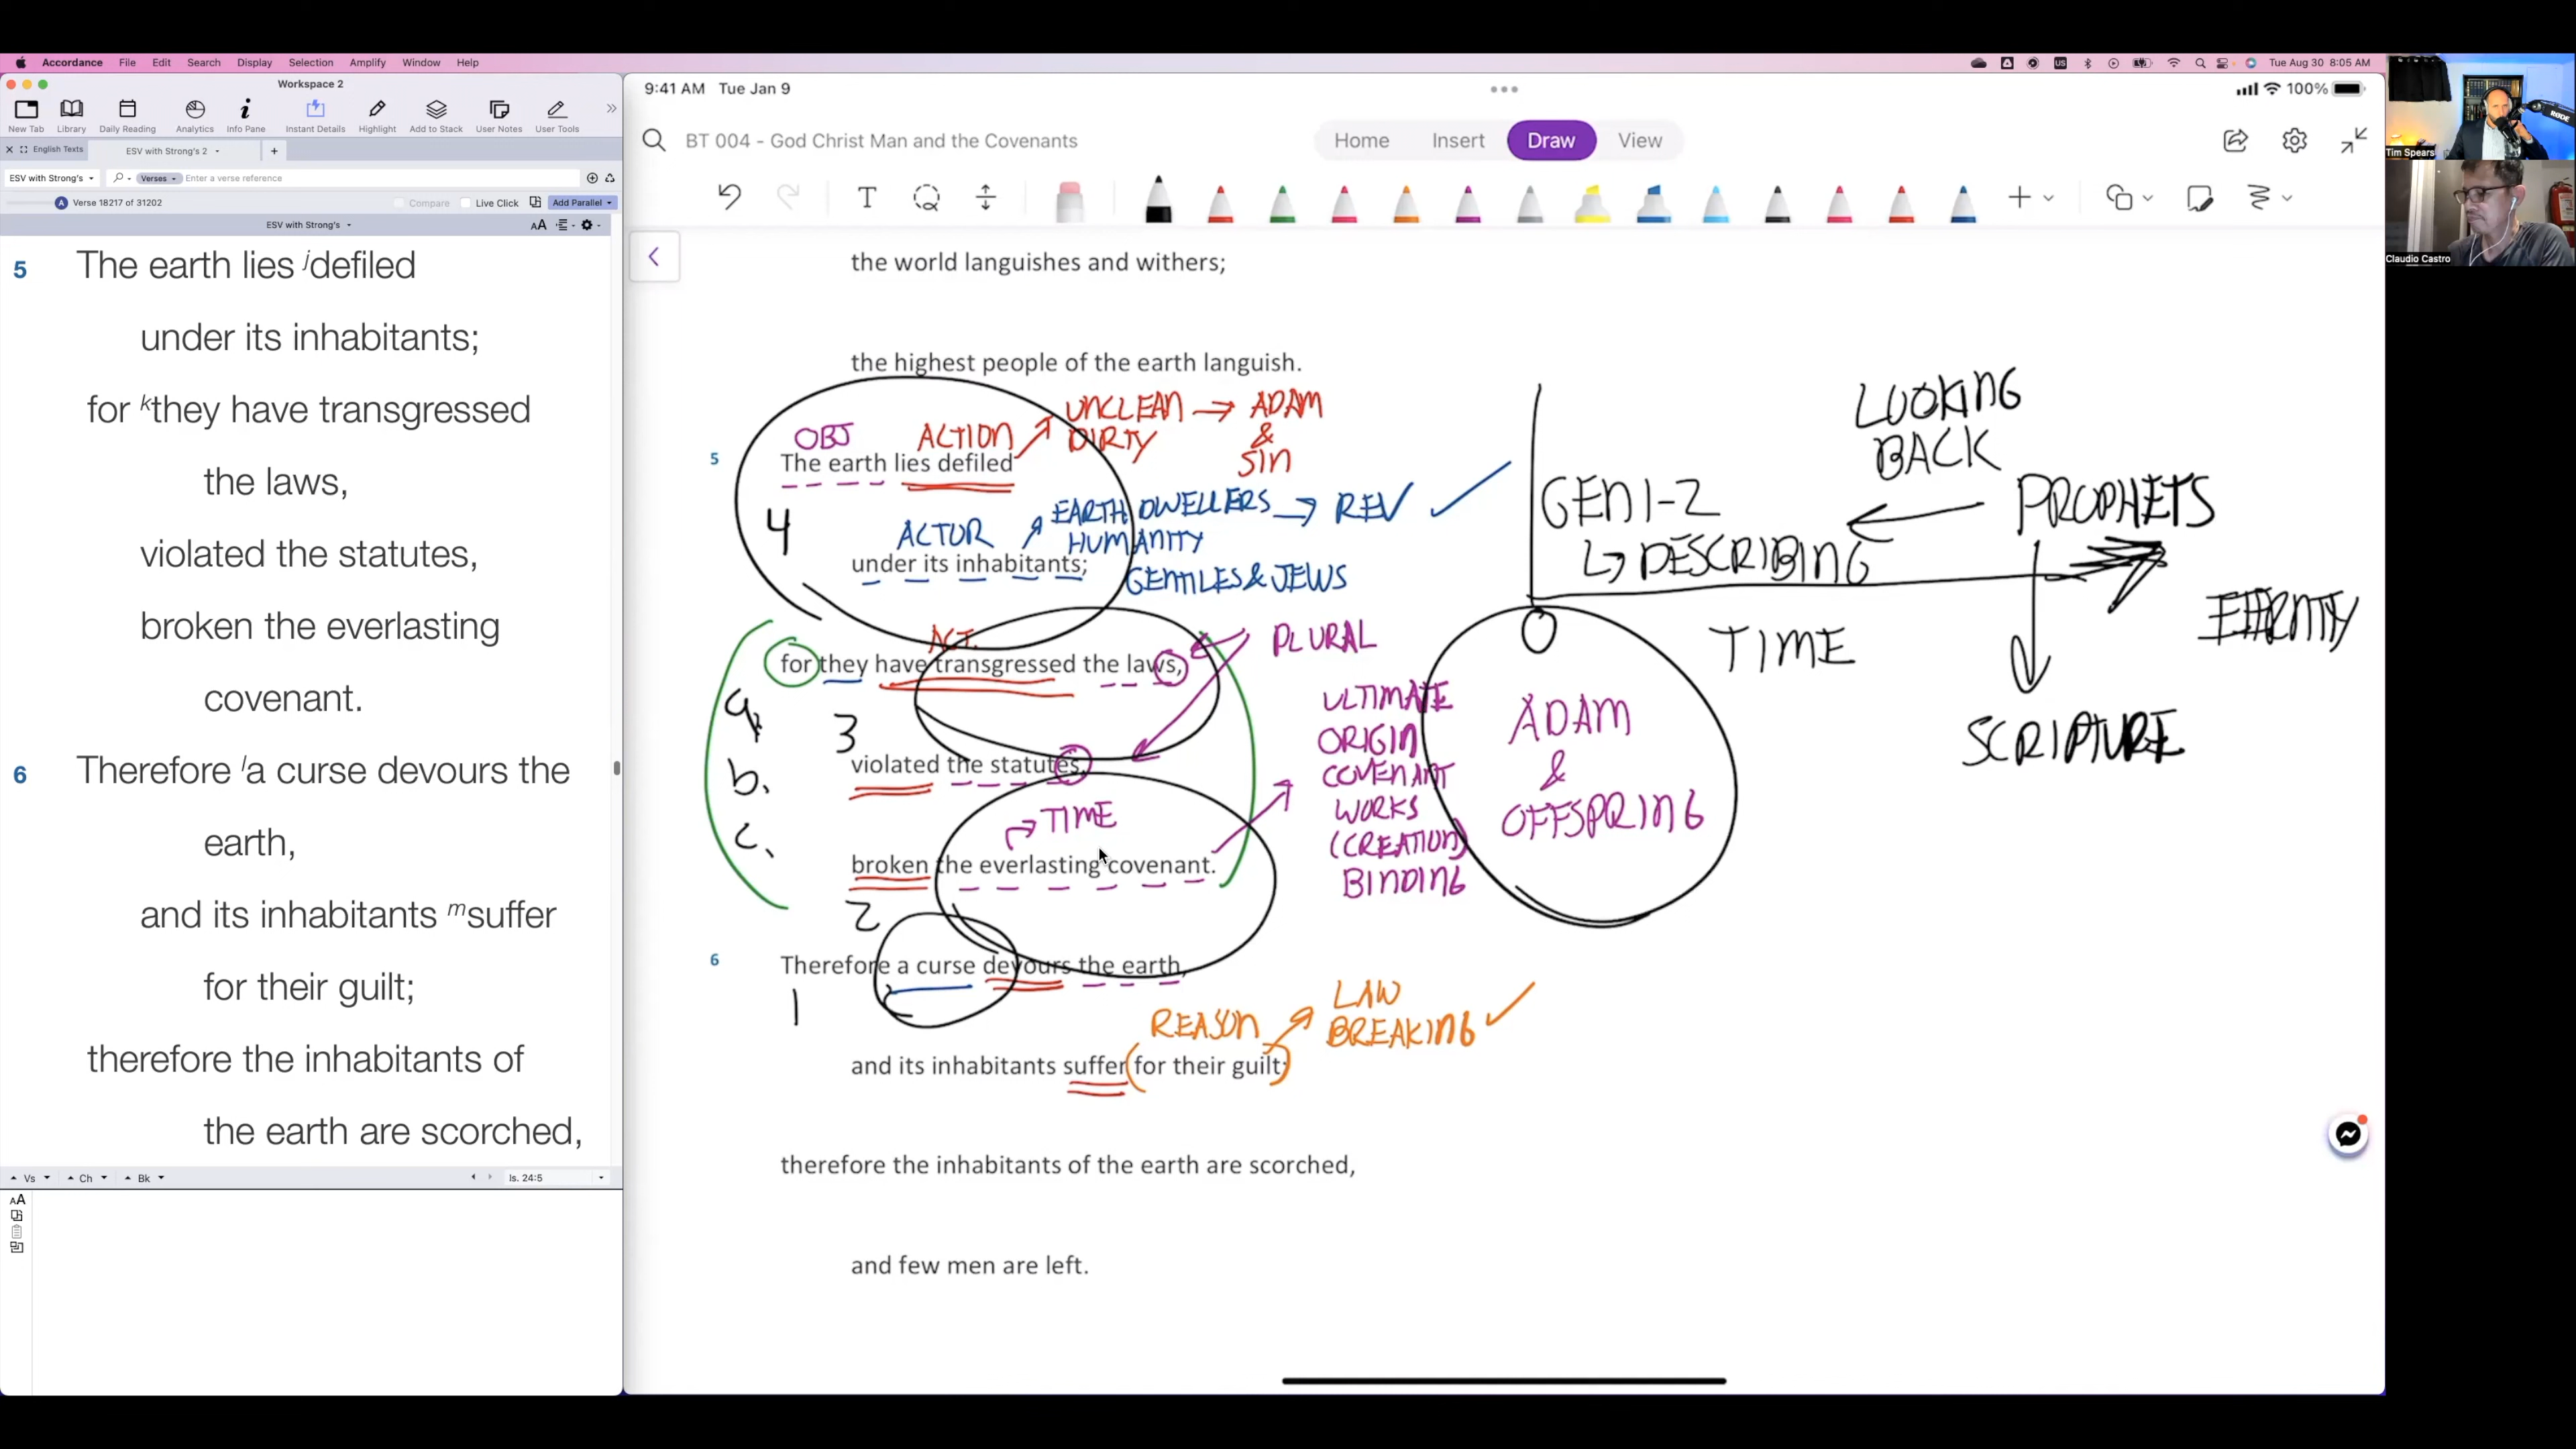 Accordance File Edit Search Display Selection Amplify Window Help
US
Tue Aug 30 8:05 AM
Workspace 2
New Tab Library Daily Reading Analytics Info Pane Instant Details Highlight Add to Stack User Notes User Tools
English Texts
ESV with Strong's 2
ESV with Strong's
Verses
Enter a verse reference
Verse 18217 of 31202
Compare Live Click Add Parallel
ESV with Strong's
AA
5 The earth lies jdefiled
under its inhabitants;
for kthey have transgressed
the laws,
violated the statutes,
broken the everlasting
covenant.
6 Therefore la curse devours the
earth,
and its inhabitants msuffer
for their guilt;
therefore the inhabitants of
the earth are scorched,
Vs Ch Bk
Is. 24:5
AA
9:41 AM Tue Jan 9
100%
BT 004 - God Christ Man and the Covenants
Home Insert Draw View
T
the world languishes and withers;
the highest people of the earth languish.
OBJ ACTION UNCLEAN → ADAM
DIRTY &
SIN
5 The earth lies defiled
4 ACTOR EARTH DWELLERS → REV
HUMANITY
under its inhabitants;
GENTILES & JEWS
ACT.
PLURAL
for they have transgressed the laws,
a.
3
violated the statutes,
b.
TIME
c.
broken the everlasting covenant.
2
ULTIMATE
ORIGIN
COVENANT
WORKS
(CREATION)
BINDING
ADAM
&
OFFSPRING
6 Therefore a curse devours the earth,
1
REASON
LAW
BREAKING
and its inhabitants suffer (for their guilt;)
therefore the inhabitants of the earth are scorched,
and few men are left.
LOOKING
BACK
GEN 1-2
DESCRIBING
PROPHETS
TIME
ETERNITY
SCRIPTURE
Tim Spears
RØDE
Claudio Castro